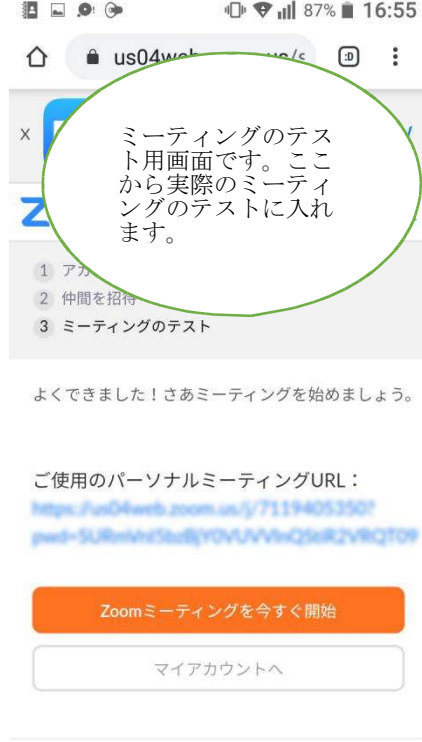 87% 16:55
us04web
ミーティングのテス
ト用画面です。ここ
から実際のミーティ
ングのテストに入れ
ます。
1 アカ
2 仲間を招待
3 ミーティングのテスト
よくできました！さあミーティングを始めましょう。
ご使用のパーソナルミーティングURL：
Zoomミーティングを今すぐ開始
マイアカウントへ